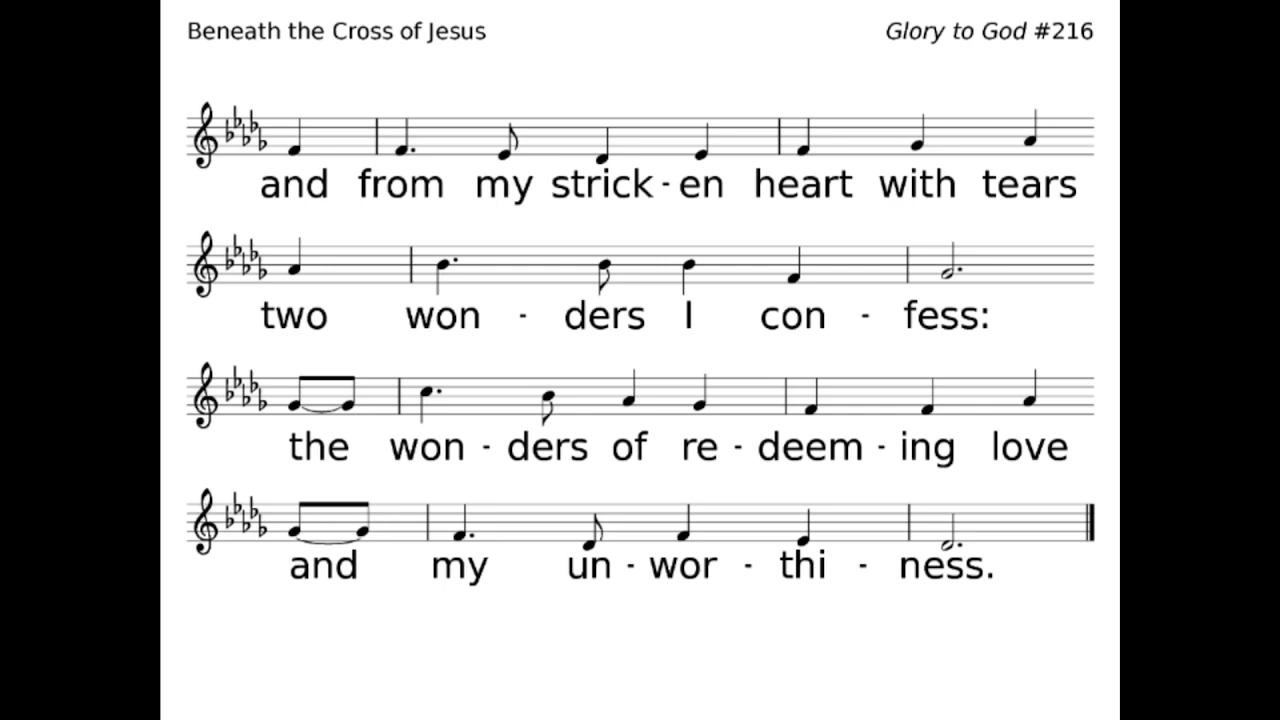 Beneath the Cross of Jesus Glory to God #216
and from my strick - en heart with tears
two won - ders I con - fess:
the won - ders of re - deem - ing love
and my un - wor - thi - ness.